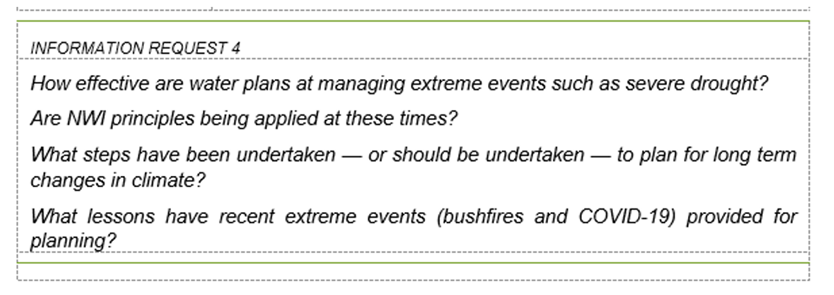 INFORMATION REQUEST 4
How effective are water plans at managing extreme events such as severe drought?
Are NWI principles being applied at these times?
What steps have been undertaken — or should be undertaken — to plan for long term
changes in climate?
What lessons have recent extreme events (bushfires and COVID-19) provided for
planning?